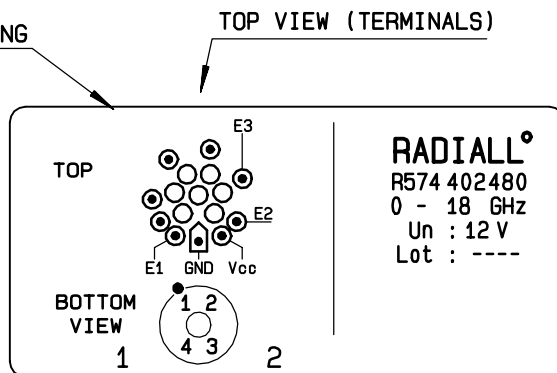 NG
TOP VIEW (TERMINALS)
E3
TOP
E2
E1 GND Vcc
BOTTOM
VIEW
1 2
4 3
1 2
RADIALL°
R574 402480
0 - 18 GHz
Un : 12 V
Lot : ----